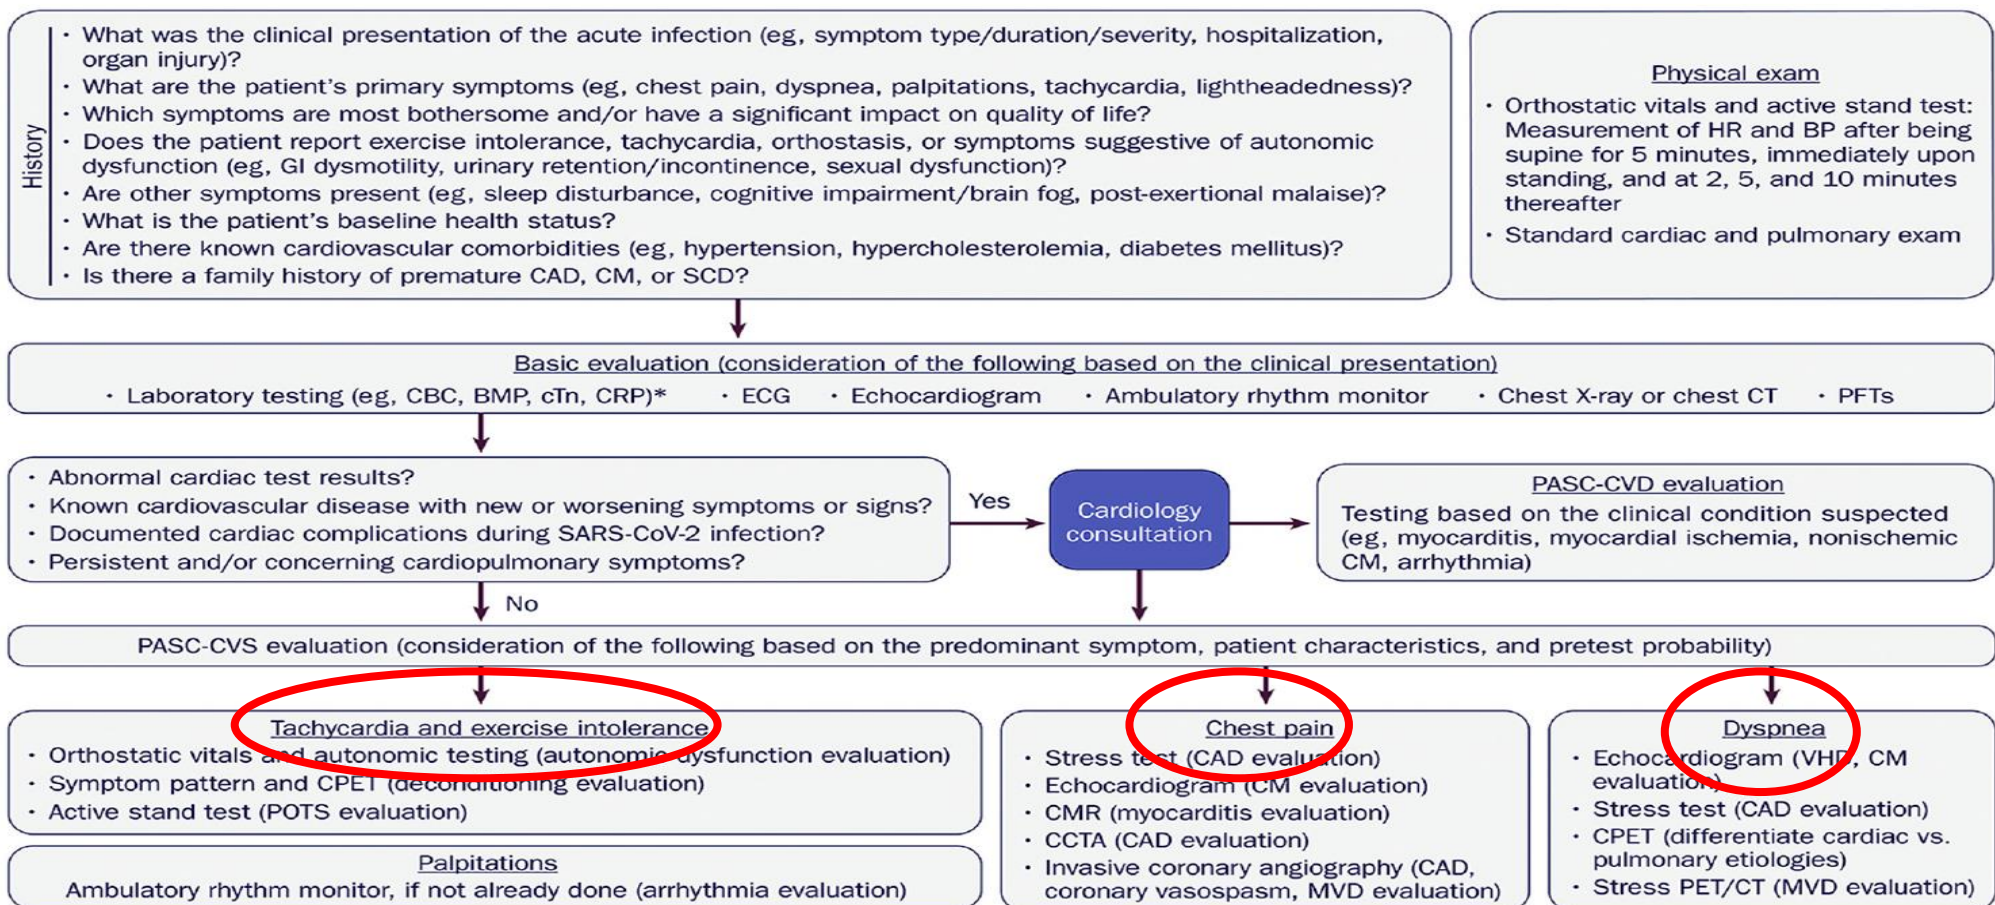 History
• What was the clinical presentation of the acute infection (eg, symptom type/duration/severity, hospitalization,
organ injury)?
• What are the patient's primary symptoms (eg, chest pain, dyspnea, palpitations, tachycardia, lightheadedness)?
• Which symptoms are most bothersome and/or have a significant impact on quality of life?
• Does the patient report exercise intolerance, tachycardia, orthostasis, or symptoms suggestive of autonomic
dysfunction (eg, GI dysmotility, urinary retention/incontinence, sexual dysfunction)?
• Are other symptoms present (eg, sleep disturbance, cognitive impairment/brain fog, post-exertional malaise)?
• What is the patient's baseline health status?
• Are there known cardiovascular comorbidities (eg, hypertension, hypercholesterolemia, diabetes mellitus)?
• Is there a family history of premature CAD, CM, or SCD?
Physical exam
• Orthostatic vitals and active stand test:
Measurement of HR and BP after being
supine for 5 minutes, immediately upon
standing, and at 2, 5, and 10 minutes
thereafter
• Standard cardiac and pulmonary exam
Basic evaluation (consideration of the following based on the clinical presentation)
• Laboratory testing (eg, CBC, BMP, cTn, CRP)* • ECG • Echocardiogram • Ambulatory rhythm monitor • Chest X-ray or chest CT • PFTs
• Abnormal cardiac test results?
• Known cardiovascular disease with new or worsening symptoms or signs?
• Documented cardiac complications during SARS-CoV-2 infection?
• Persistent and/or concerning cardiopulmonary symptoms?
Yes
Cardiology
consultation
PASC-CVD evaluation
Testing based on the clinical condition suspected
(eg, myocarditis, myocardial ischemia, nonischemic
CM, arrhythmia)
No
PASC-CVS evaluation (consideration of the following based on the predominant symptom, patient characteristics, and pretest probability)
Tachycardia and exercise intolerance
• Orthostatic vitals and autonomic testing (autonomic dysfunction evaluation)
• Symptom pattern and CPET (deconditioning evaluation)
• Active stand test (POTS evaluation)
Palpitations
Ambulatory rhythm monitor, if not already done (arrhythmia evaluation)
Chest pain
• Stress test (CAD evaluation)
• Echocardiogram (CM evaluation)
• CMR (myocarditis evaluation)
• CCTA (CAD evaluation)
• Invasive coronary angiography (CAD,
coronary vasospasm, MVD evaluation)
Dyspnea
• Echocardiogram (VHD, CM
evaluation)
• Stress test (CAD evaluation)
• CPET (differentiate cardiac vs.
pulmonary etiologies)
• Stress PET/CT (MVD evaluation)